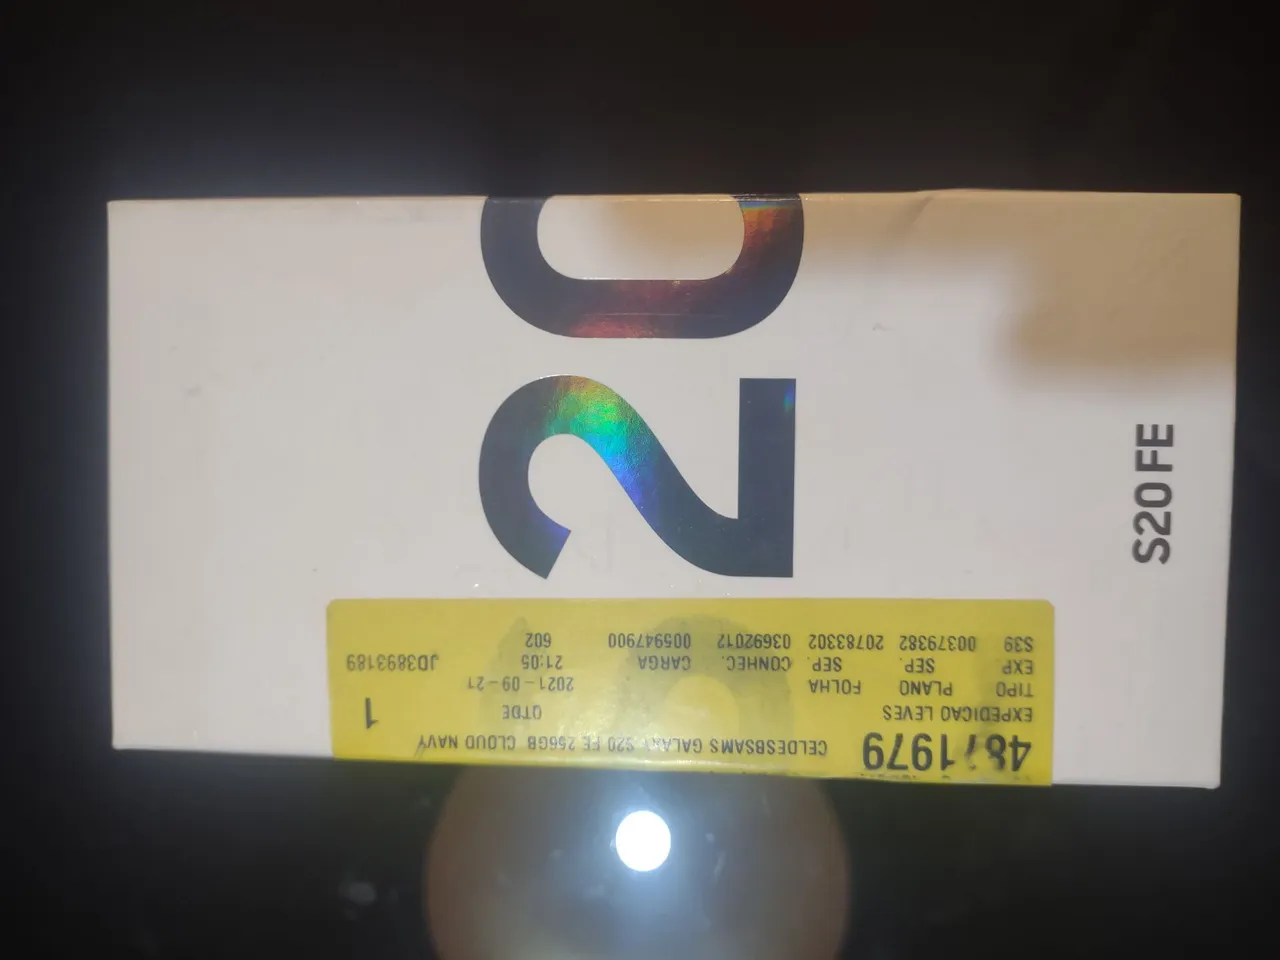 20
S20 FE
4871979 CELDESBSAMS GALAXY S20 FE 256GB CLOUD NAVY
EXPEDICAO LEVES QTDE 1
TIPO PLANO FOLHA 2021-09-21
EXP SEP. SEP. CONHEC. CARGA 21:05 JD3893189
S39 00379382 20783302 03692012 005947900 602